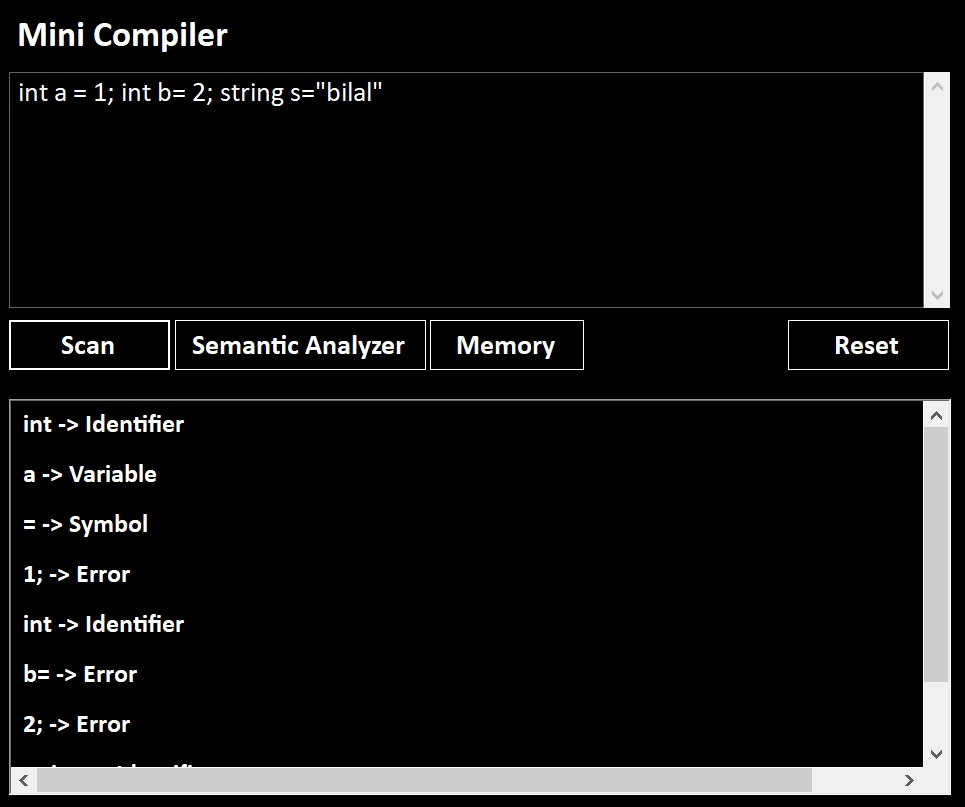 Mini Compiler
int a = 1; int b= 2; string s="bilal"
Scan Semantic Analyzer Memory Reset
int -> Identifier
a -> Variable
= -> Symbol
1; -> Error
int -> Identifier
b= -> Error
2; -> Error